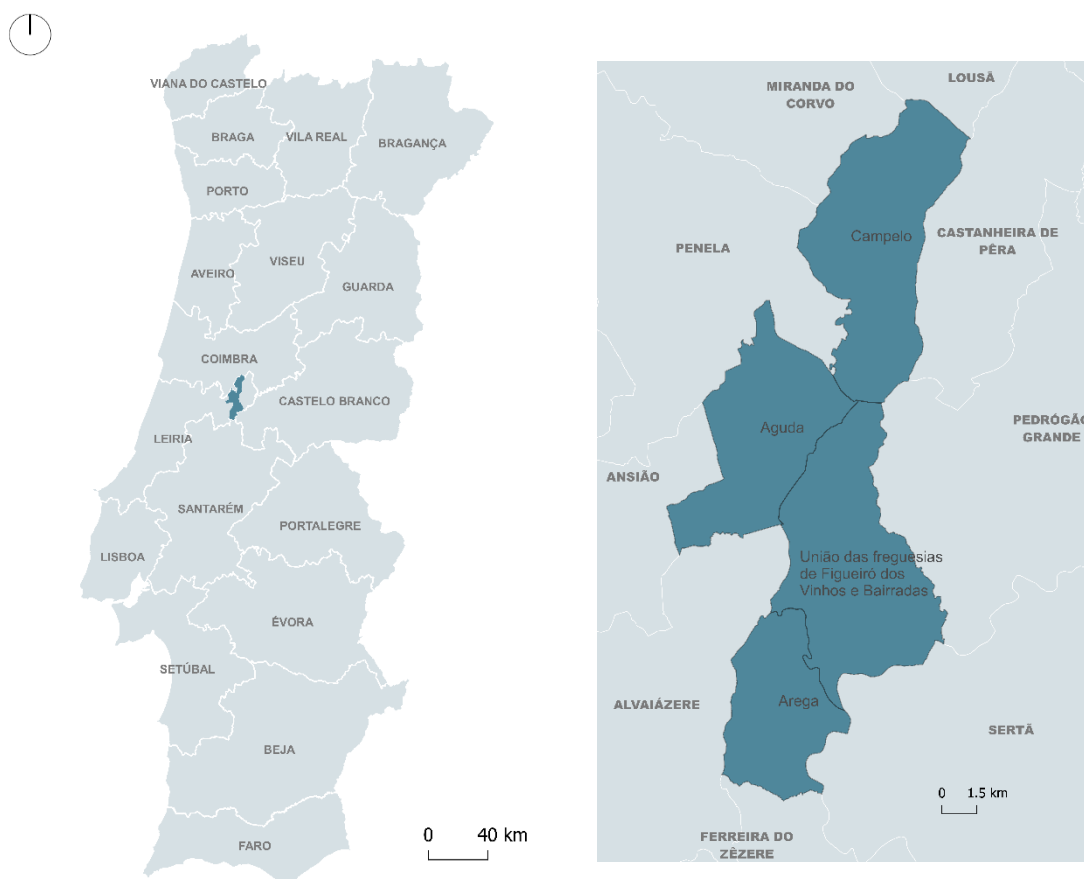 VIANA DO CASTELO
BRAGA
VILA REAL
BRAGANÇA
PORTO
AVEIRO
VISEU
GUARDA
COIMBRA
CASTELO BRANCO
LEIRIA
SANTARÉM
PORTALEGRE
LISBOA
ÉVORA
SETÚBAL
BEJA
FARO
0 40 km
LOUSÃ
MIRANDA DO
CORVO
Campelo
CASTANHEIRA DE
PÊRA
PENELA
PEDRÓGÃO
GRANDE
Aguda
ANSIÃO
União das freguesias
de Figueiró dos
Vinhos e Bairradas
ALVAIÁZERE
Arega
SERTÃ
0 1.5 km
FERREIRA DO
ZÊZERE